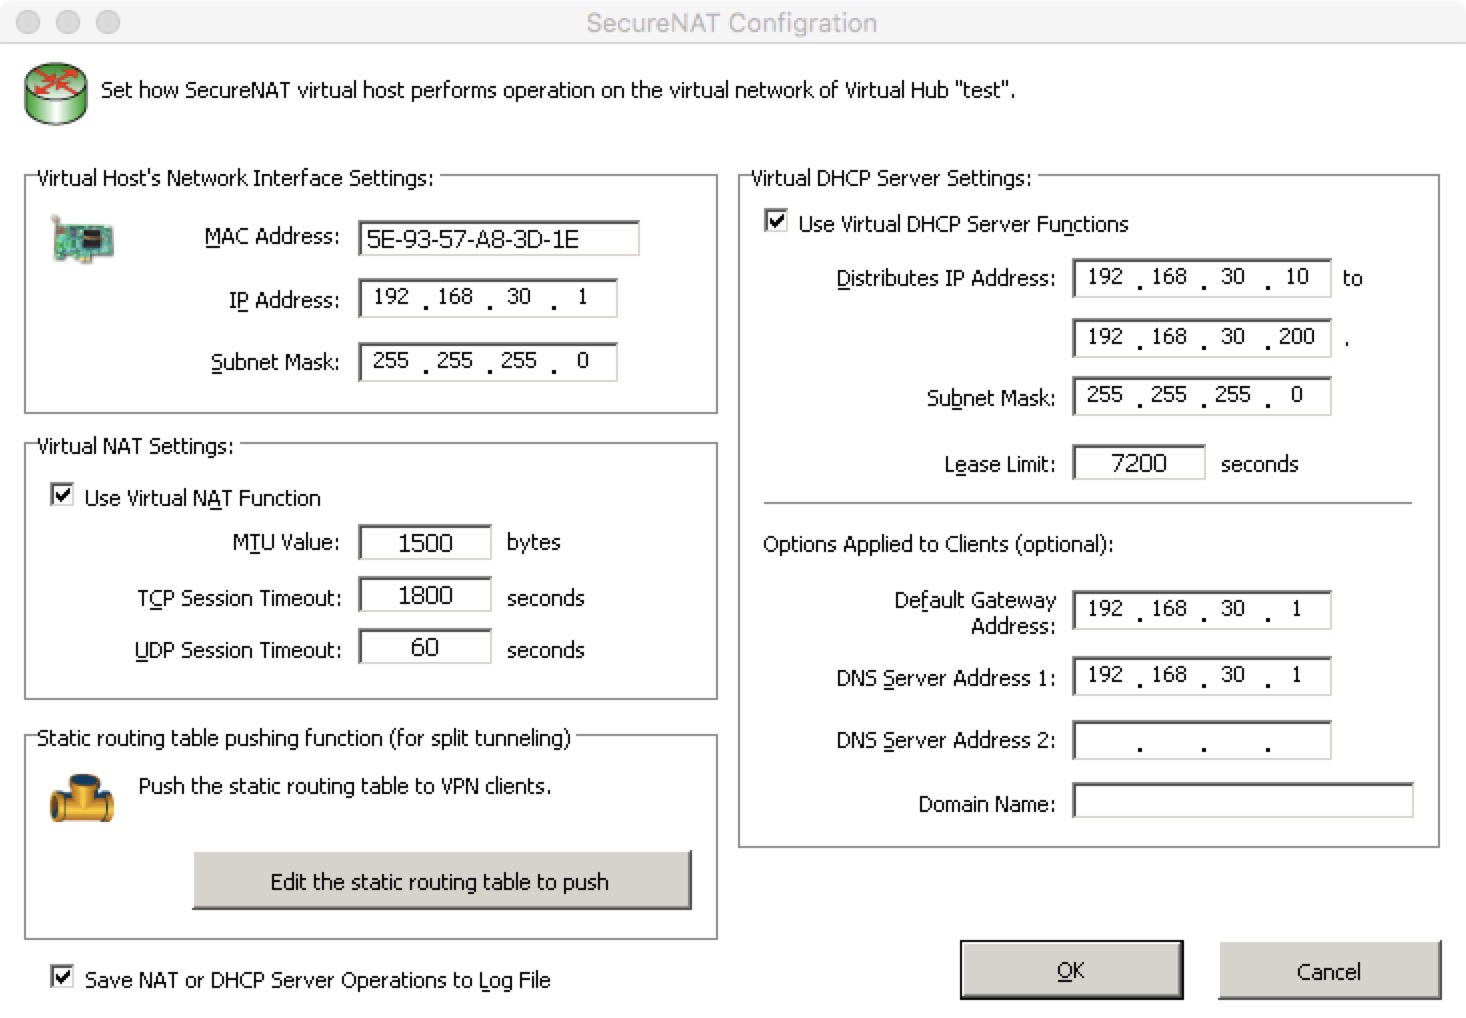 SecureNAT Configration
Set how SecureNAT virtual host performs operation on the virtual network of Virtual Hub "test".
Virtual Host's Network Interface Settings:
MAC Address: 5E-93-57-A8-3D-1E
IP Address: 192 . 168 . 30 . 1
Subnet Mask: 255 . 255 . 255 . 0
Virtual NAT Settings:
Use Virtual NAT Function
MTU Value: 1500 bytes
TCP Session Timeout: 1800 seconds
UDP Session Timeout: 60 seconds
Static routing table pushing function (for split tunneling)
Push the static routing table to VPN clients.
Edit the static routing table to push
Save NAT or DHCP Server Operations to Log File
Virtual DHCP Server Settings:
Use Virtual DHCP Server Functions
Distributes IP Address: 192 . 168 . 30 . 10 to
192 . 168 . 30 . 200 .
Subnet Mask: 255 . 255 . 255 . 0
Lease Limit: 7200 seconds
Options Applied to Clients (optional):
Default Gateway
Address: 192 . 168 . 30 . 1
DNS Server Address 1: 192 . 168 . 30 . 1
DNS Server Address 2: . . .
Domain Name:
OK
Cancel